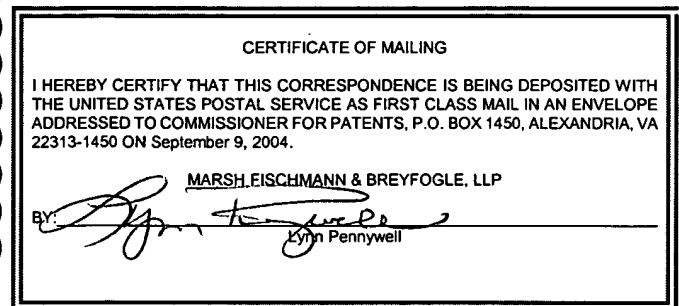 CERTIFICATE OF MAILING
I HEREBY CERTIFY THAT THIS CORRESPONDENCE IS BEING DEPOSITED WITH
THE UNITED STATES POSTAL SERVICE AS FIRST CLASS MAIL IN AN ENVELOPE
ADDRESSED TO COMMISSIONER FOR PATENTS, P.O. BOX 1450, ALEXANDRIA, VA
22313-1450 ON September 9, 2004.
MARSH FISCHMANN & BREYFOGLE, LLP
BY: Lynn Pennywell
Lynn Pennywell